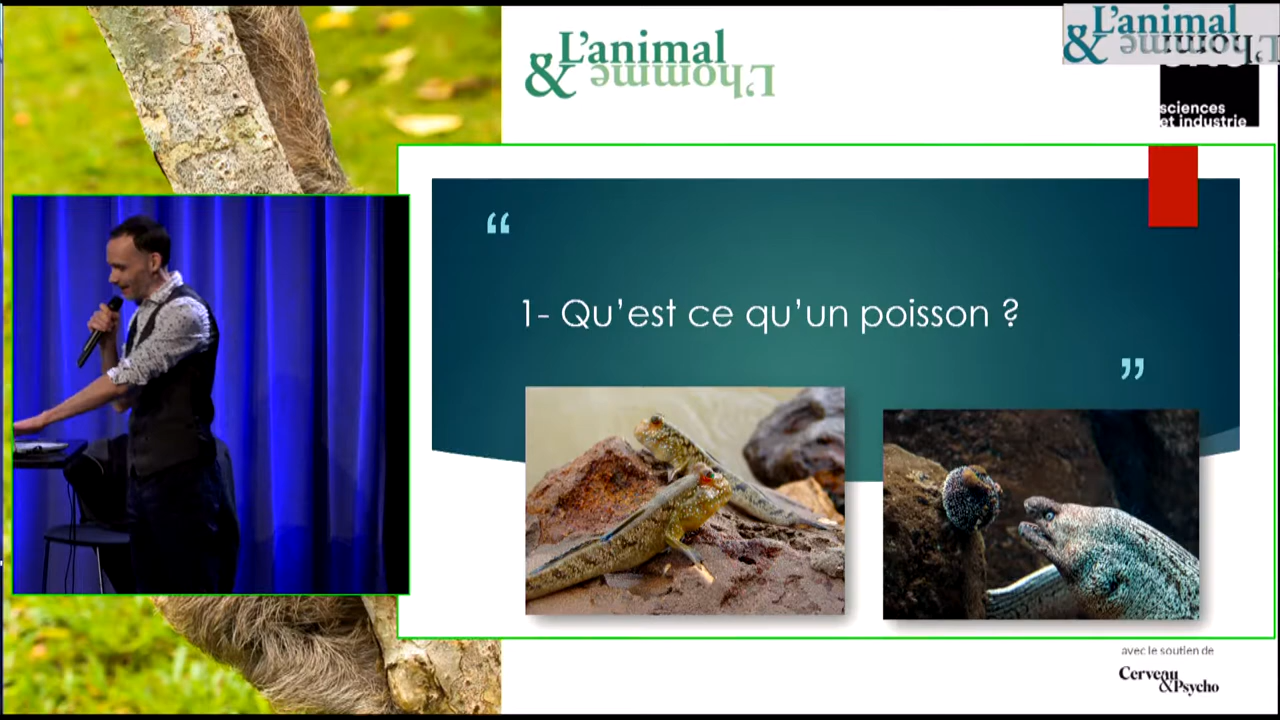 L'animal
& L'homme
L'animal
& L'homme
sciences
et industrie
“
1- Qu’est ce qu’un poisson ?
”
avec le soutien de
Cerveau
&Psycho